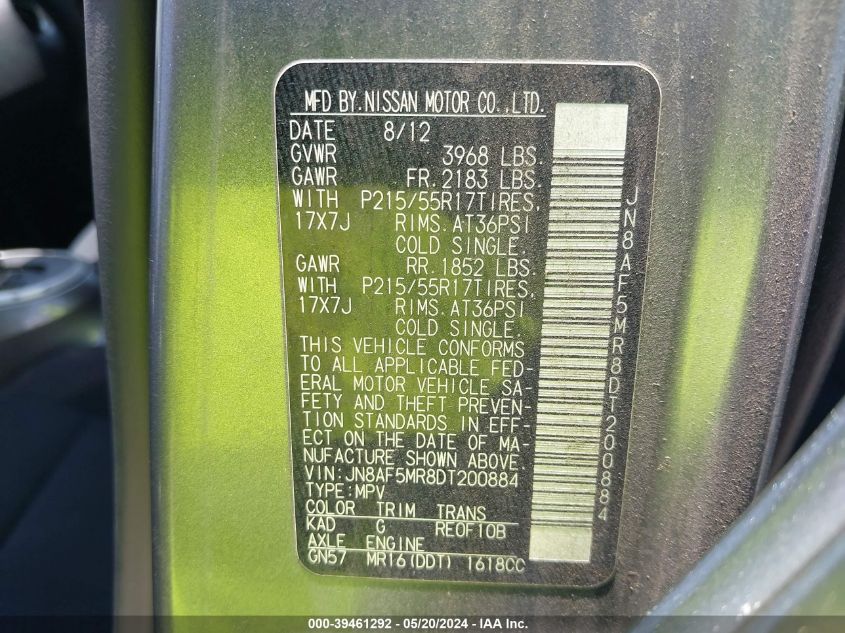 MFD BY.NISSAN MOTOR CO.,LTD.
DATE 8/12
GVWR 3968 LBS.
GAWR FR.2183 LBS.
WITH P215/55R17TIRES,
17X7J RIMS.AT36PSI
COLD SINGLE.
GAWR RR.1852 LBS.
WITH P215/55R17TIRES,
17X7J RIMS.AT36PSI
COLD SINGLE.
THIS VEHICLE CONFORMS
TO ALL APPLICABLE FED-
ERAL MOTOR VEHICLE SA-
FETY AND THEFT PREVEN-
TION STANDARDS IN EFF-
ECT ON THE DATE OF MA-
NUFACTURE SHOWN ABOVE.
VIN:JN8AF5MR8DT200884
TYPE:MPV
COLOR TRIM TRANS
KAD G RE0F10B
AXLE ENGINE
GN57 MR16(DDT) 1618CC
JN8AF5MR8DT200884
000-39461292 - 05/20/2024 - IAA Inc.